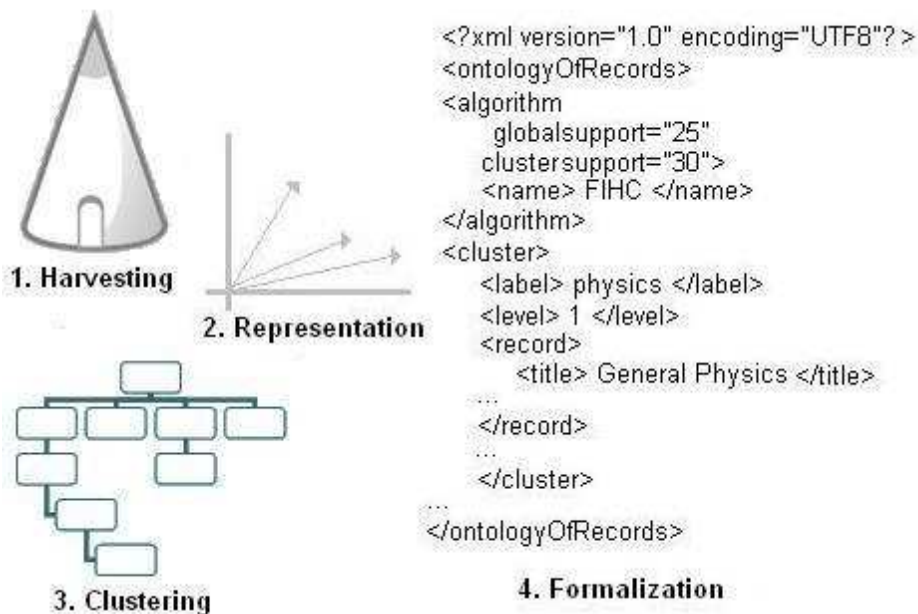 1. Harvesting
2. Representation
3. Clustering
<?xml version="1.0" encoding="UTF8"? >
<ontologyOfRecords>
<algorithm
globalsupport="25"
clustersupport="30">
<name> FIHC </name>
</algorithm>
<cluster>
<label> physics </label>
<level> 1 </level>
<record>
<title> General Physics </title>
...
</record>
...
</cluster>
...
</ontologyOfRecords>
4. Formalization